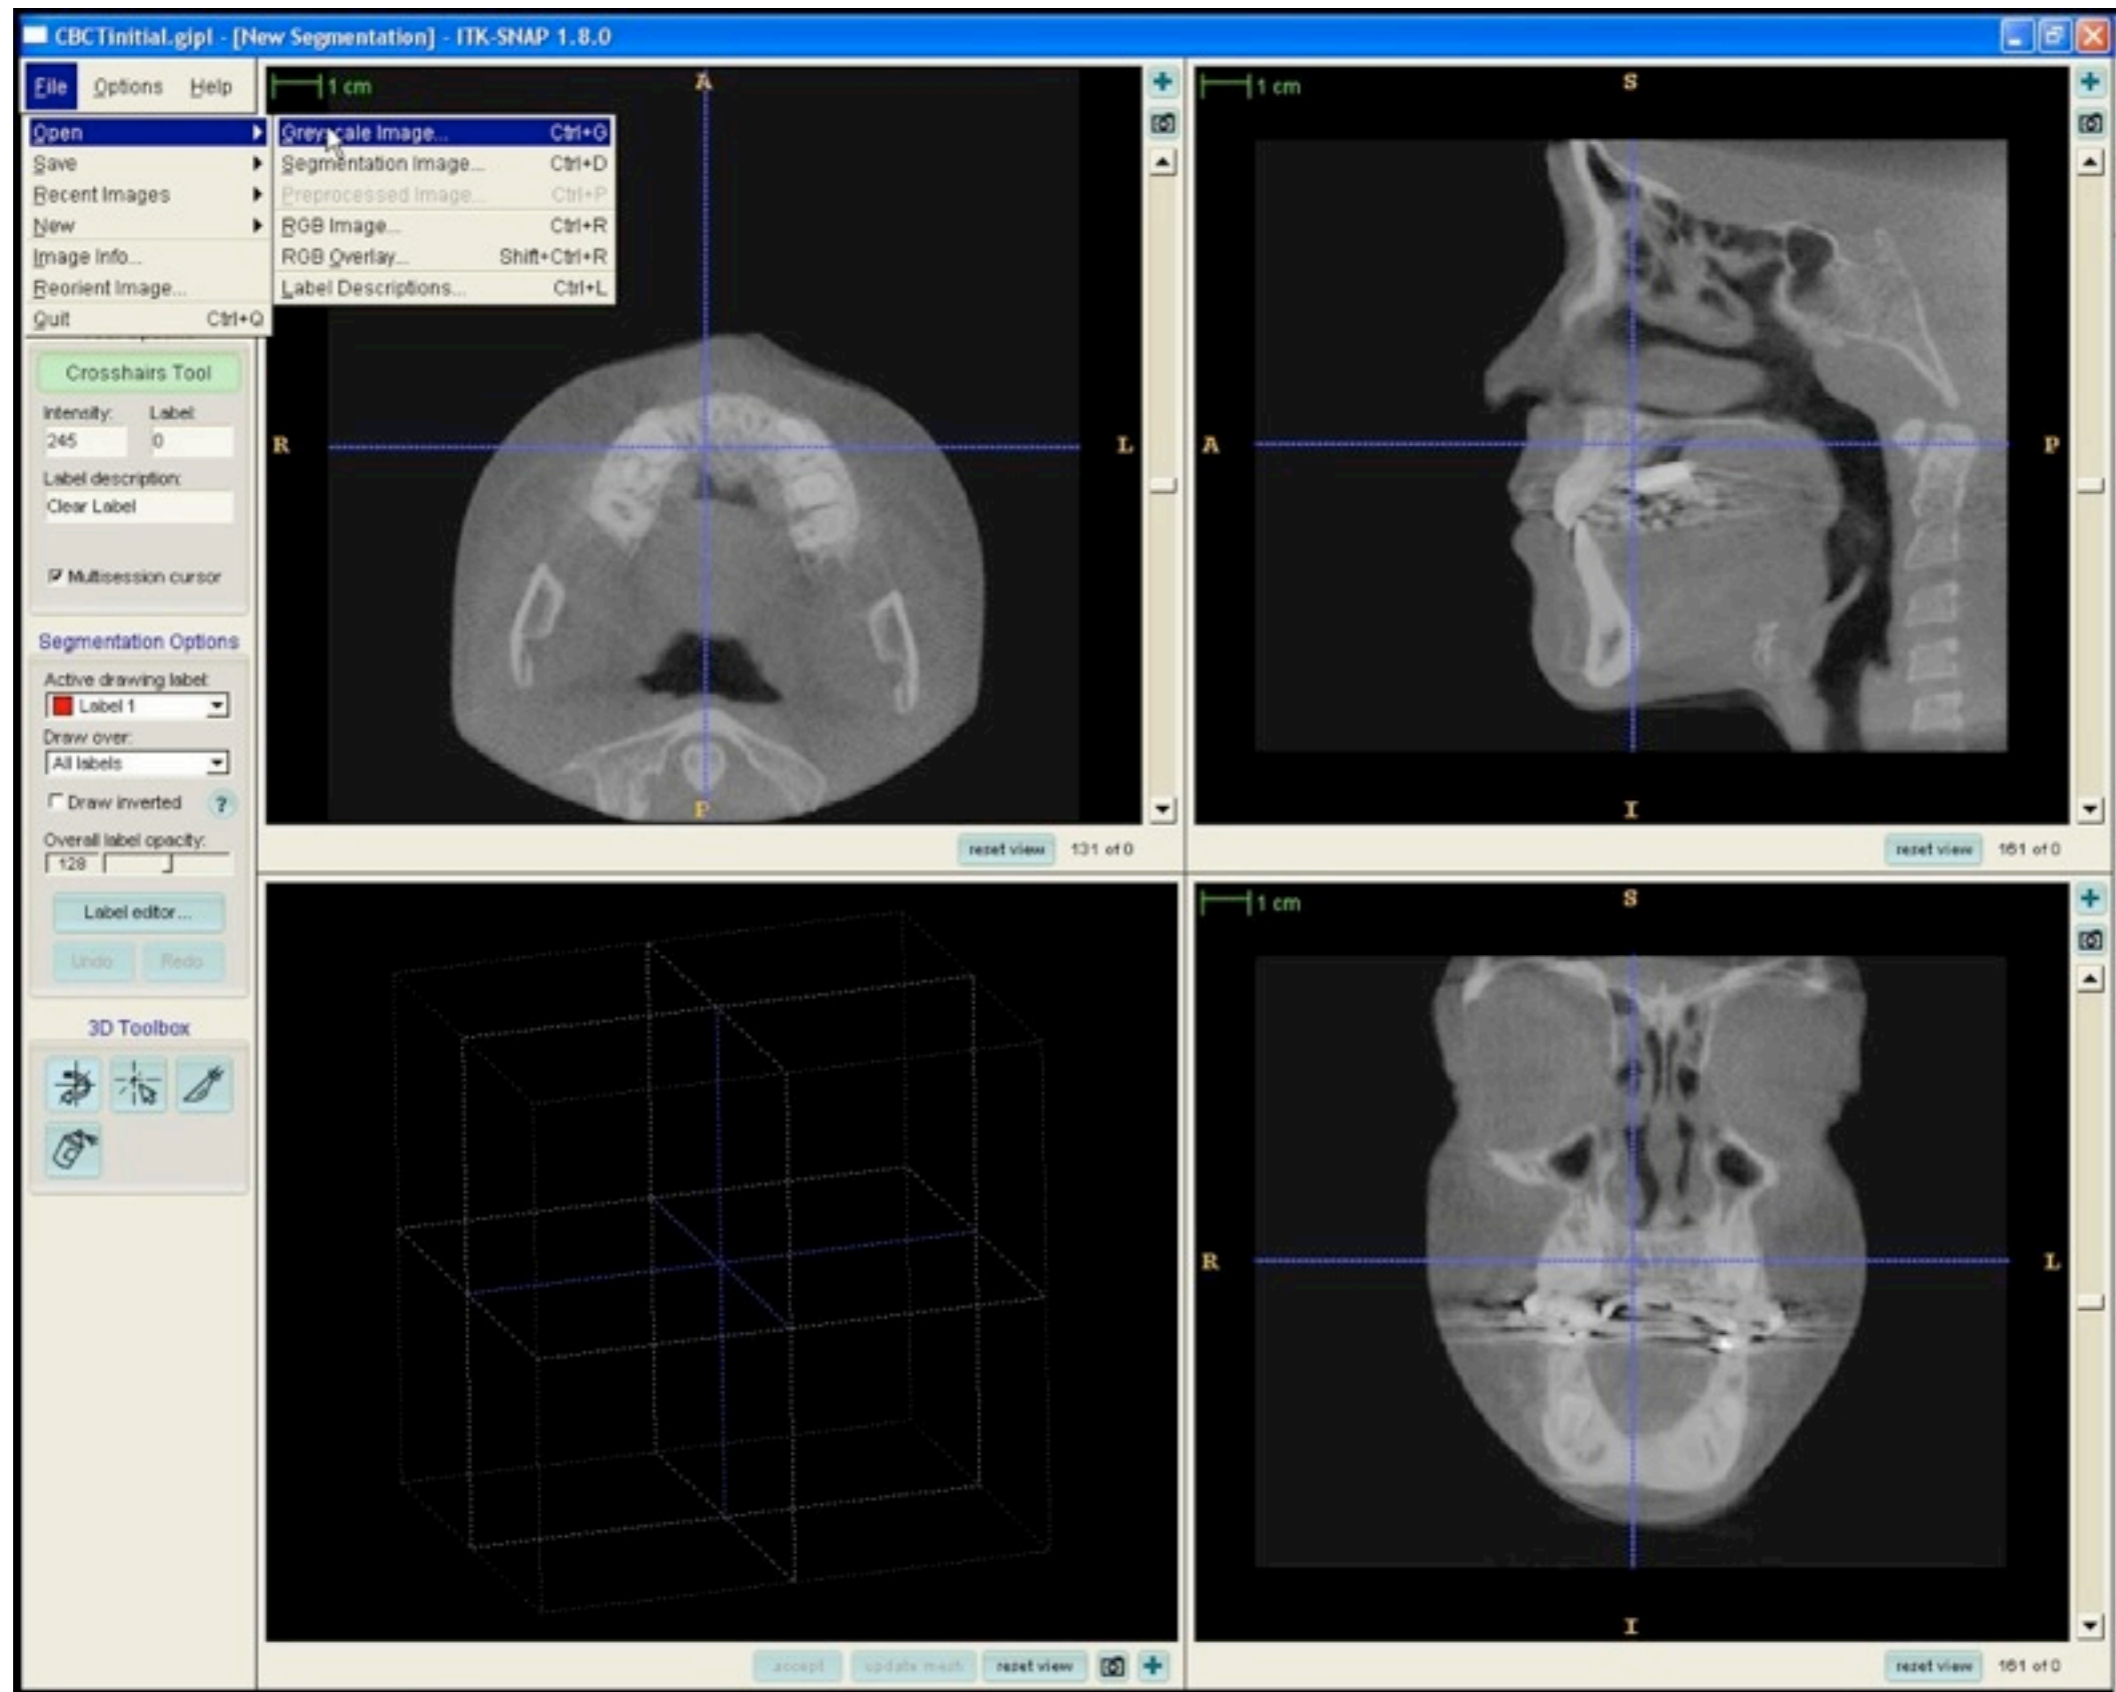 CBCTinitial.gipl - [New Segmentation] - ITK-SNAP 1.8.0
File Options Help
Open
Save
Recent Images
New
Image Info...
Reorient Image...
Quit Ctrl+Q
Greyscale Image... Ctrl+G
Segmentation Image... Ctrl+D
Preprocessed Image... Ctrl+P
RGB Image... Ctrl+R
RGB Overlay... Shift+Ctrl+R
Label Descriptions... Ctrl+L
Crosshairs Tool
Intensity: Label:
245 0
Label description:
Clear Label
Multisession cursor
Segmentation Options
Active drawing label:
Label 1
Draw over:
All labels
Draw inverted ?
Overall label opacity:
128
Label editor...
Undo Redo
3D Toolbox
1 cm
A
R
L
P
reset view 131 of 0
1 cm
S
A
P
I
reset view 161 of 0
accept update mesh reset view
1 cm
S
R
L
I
reset view 161 of 0